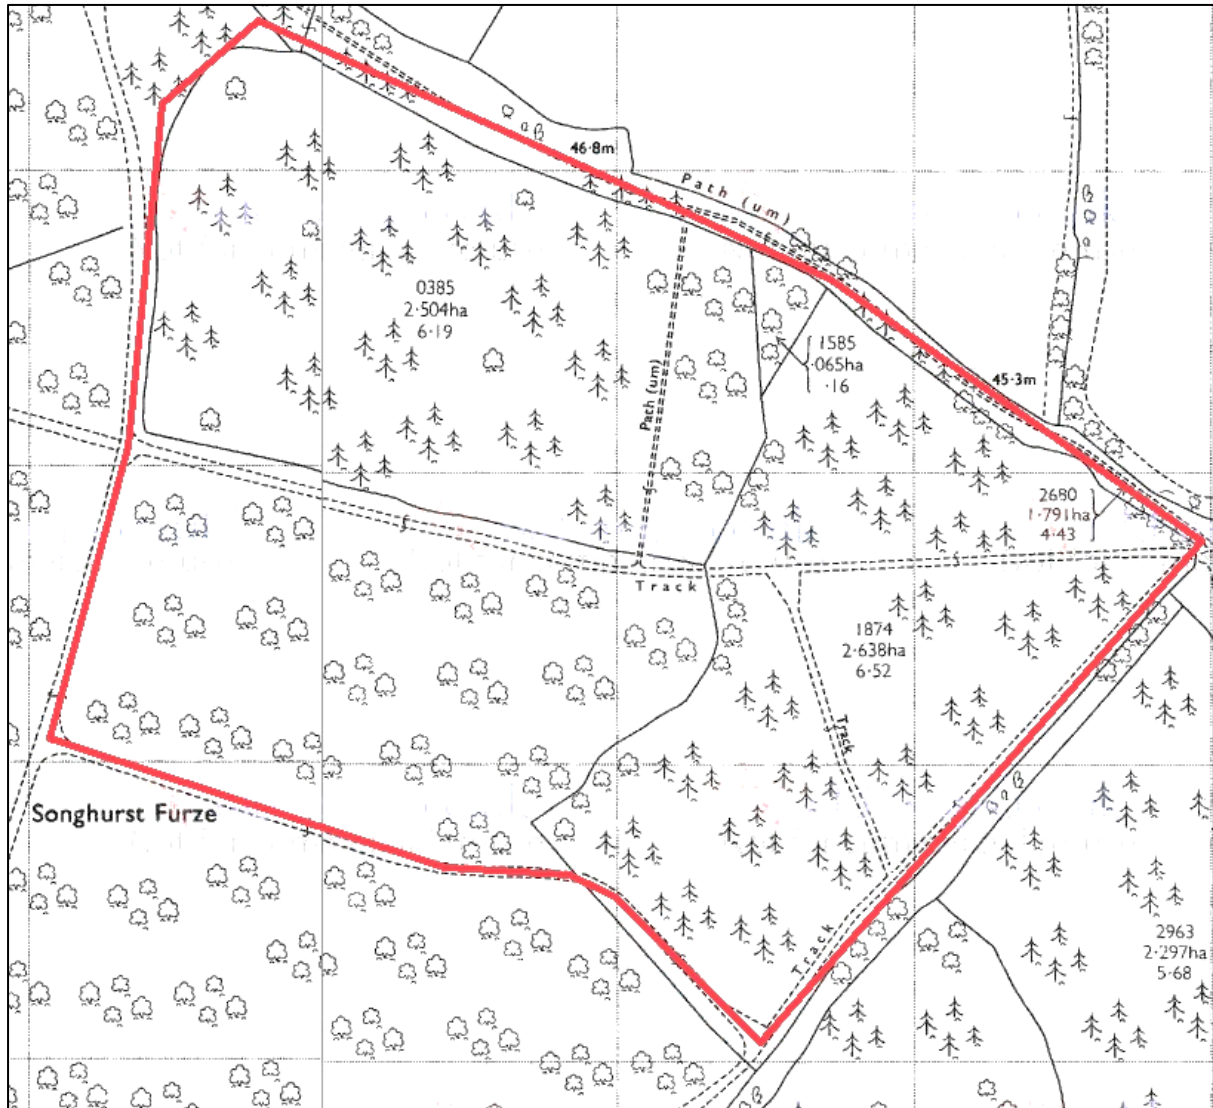 46·8m
Path (um)
0385
2·504ha
6·19
Path (um)
1585
·065ha
·16
45·3m
2680
1·791ha
4·43
Track
1874
2·638ha
6·52
Track
Songhurst Furze
Track
2963
2·297ha
5·68